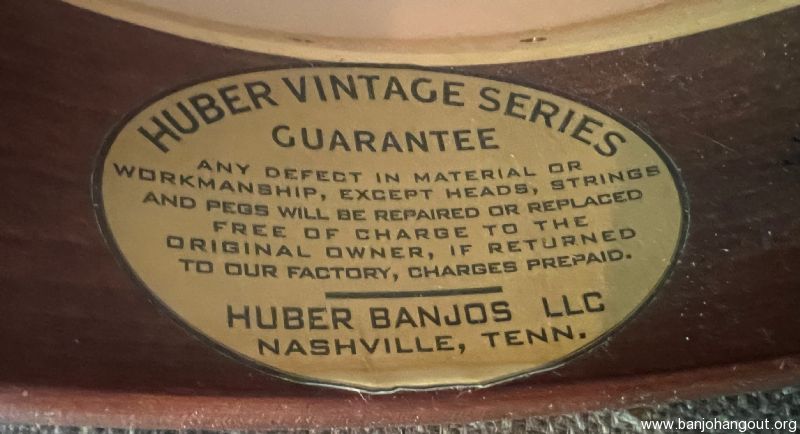 HUBER VINTAGE SERIES
GUARANTEE
ANY DEFECT IN MATERIAL OR
WORKMANSHIP, EXCEPT HEADS, STRINGS
AND PEGS WILL BE REPAIRED OR REPLACED
FREE OF CHARGE TO THE
ORIGINAL OWNER, IF RETURNED
TO OUR FACTORY, CHARGES PREPAID.
HUBER BANJOS LLC
NASHVILLE, TENN.
www.banjohangout.org